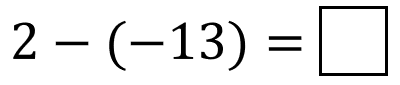 2 − (−13) = □